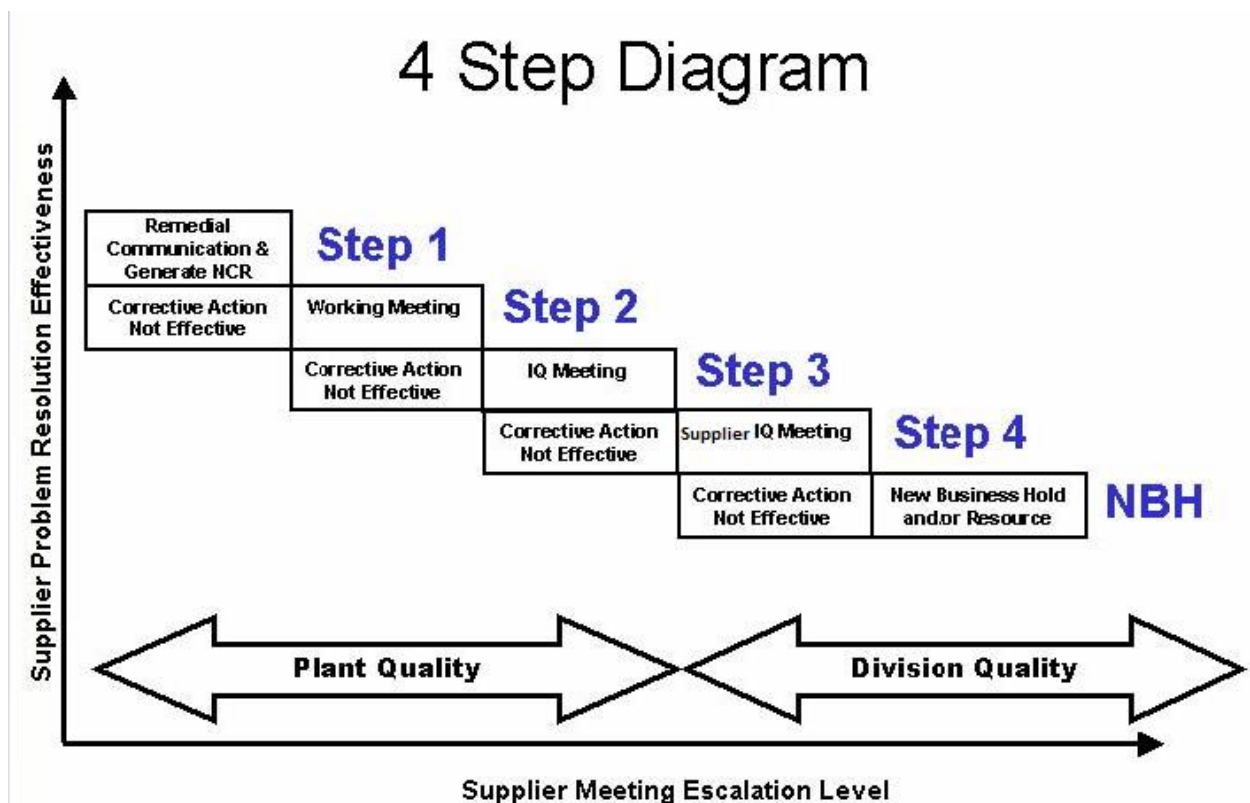 4 Step Diagram
Supplier Problem Resolution Effectiveness
Remedial
Communication &
Generate NCR
Step 1
Corrective Action
Not Effective
Working Meeting
Step 2
Corrective Action
Not Effective
IQ Meeting
Step 3
Corrective Action
Not Effective
Supplier IQ Meeting
Step 4
Corrective Action
Not Effective
New Business Hold
and/or Resource
NBH
Plant Quality
Division Quality
Supplier Meeting Escalation Level